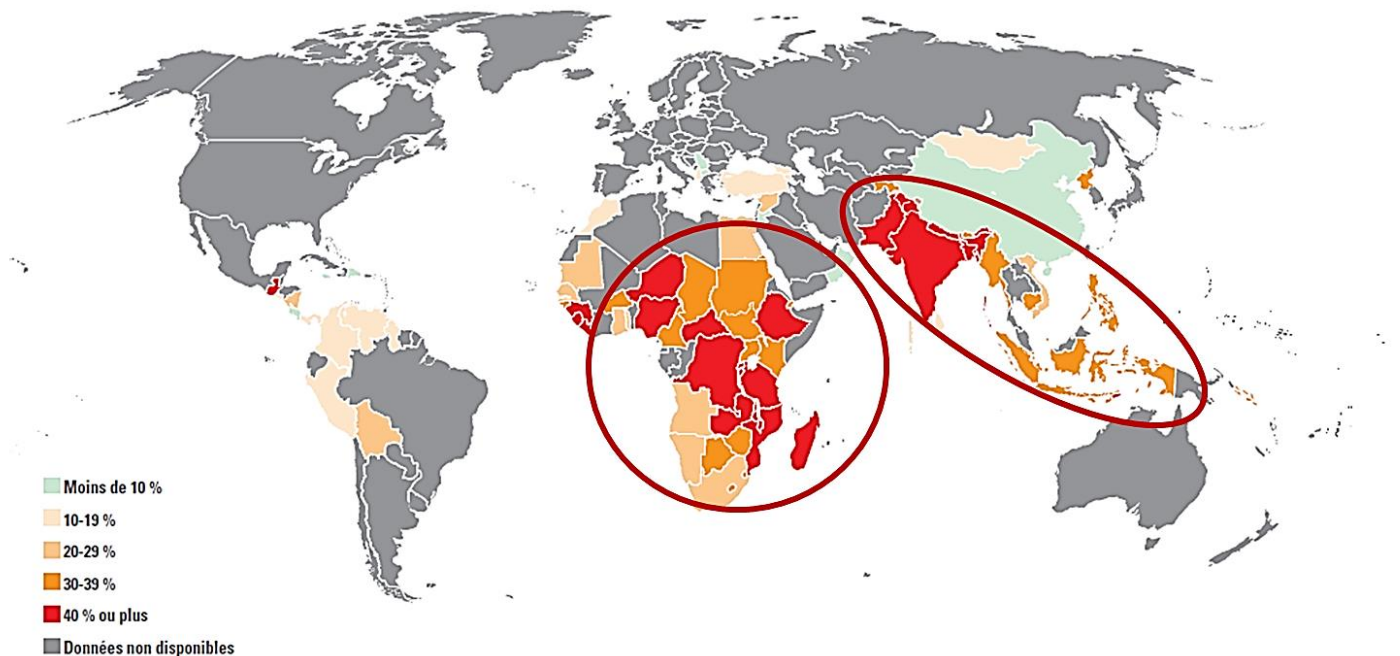 Moins de 10 %
10-19 %
20-29 %
30-39 %
40 % ou plus
Données non disponibles